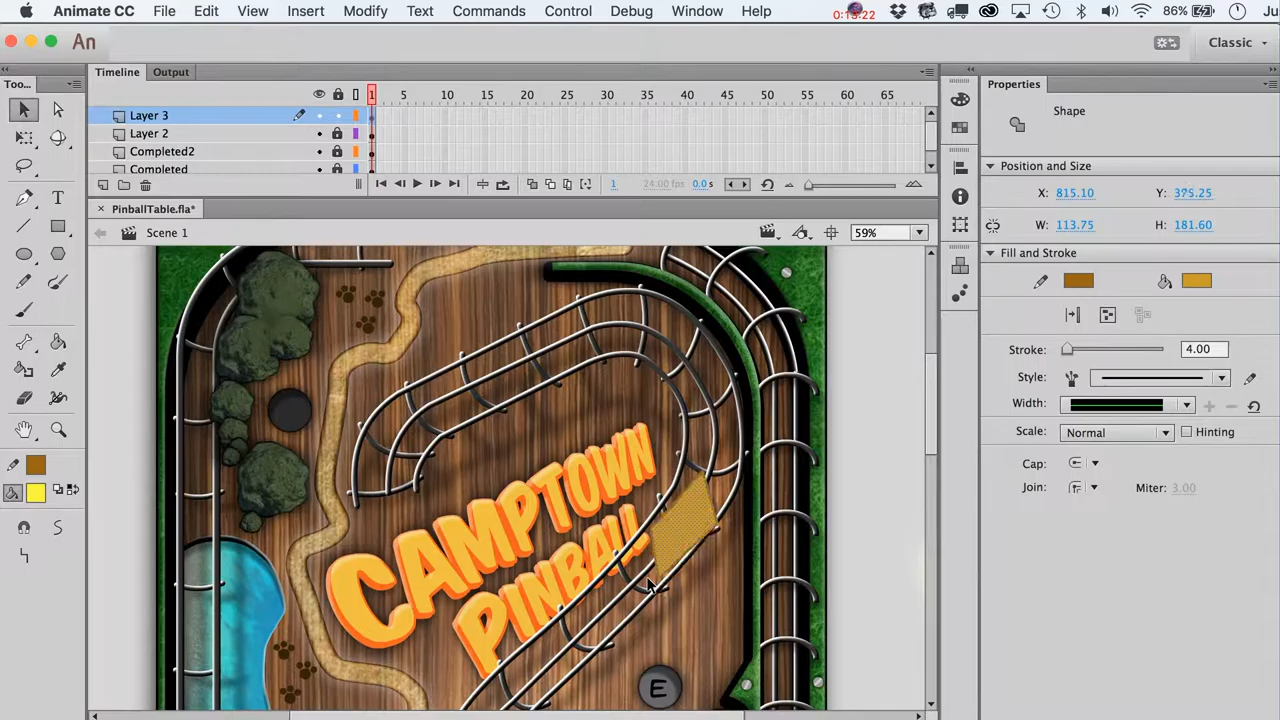 Animate CC File Edit View Insert Modify Text Commands Control Debug Window Help 86% Ju
An Classic
Too... Timeline Output Properties
1 5 10 15 20 25 30 35 40 45 50 55 60 65
Layer 3 Shape
Layer 2
Completed2
Completed
Position and Size
1 24.00 fps 0.0 s X: 815.10 Y: 375.25
PinballTable.fla* W: 113.75 H: 181.60
Scene 1 59%
Fill and Stroke
Stroke: 4.00
Style:
Width:
Scale: Normal Hinting
Cap:
Join: Miter: 3.00
CAMPTOWN
PINBALL
E